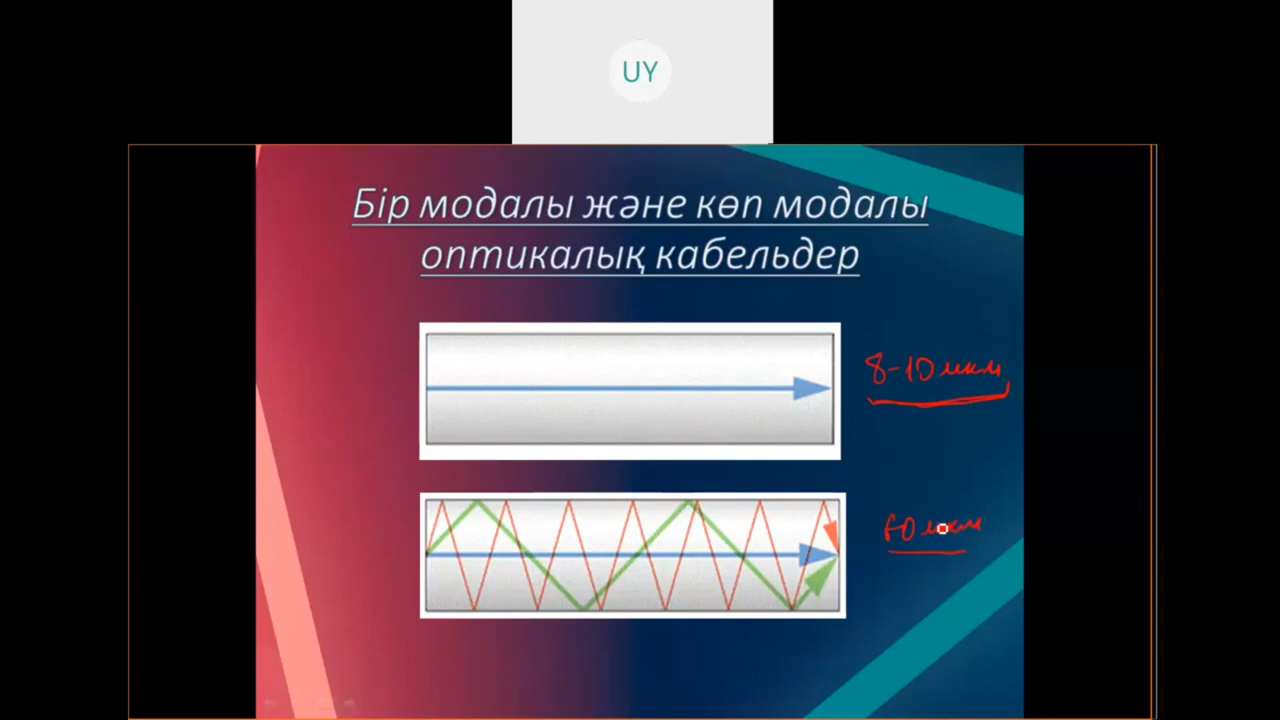 UY
Бір модалы және көп модалы
оптикалық кабельдер
8-10 мкм
60 мкм